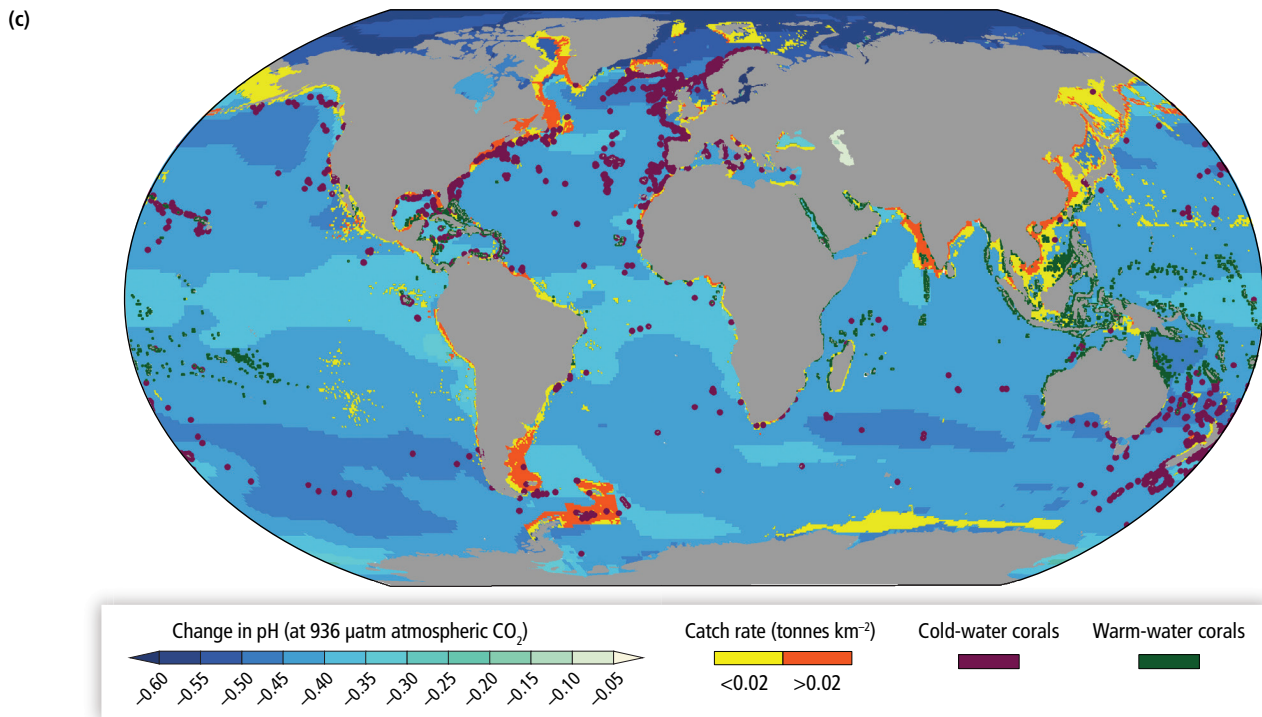 (c)
Change in pH (at 936 µatm atmospheric CO₂)
−0.60
−0.55
−0.50
−0.45
−0.40
−0.35
−0.30
−0.25
−0.20
−0.15
−0.10
−0.05
Catch rate (tonnes km⁻²)
<0.02 >0.02
Cold-water corals
Warm-water corals